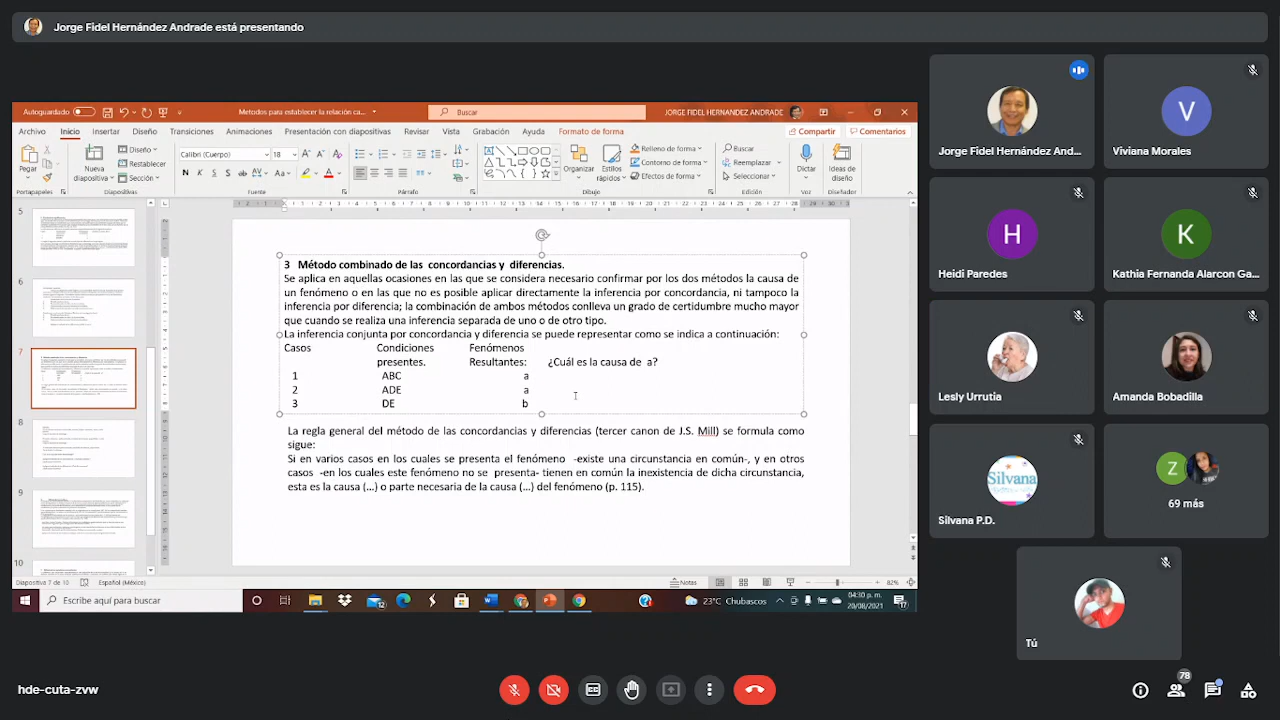 Jorge Fidel Hernández Andrade está presentando
Autoguardado
Metodos para establecer la relación ca...
Buscar
JORGE FIDEL HERNANDEZ ANDRADE
Archivo Inicio Insertar Diseño Transiciones Animaciones Presentación con diapositivas Revisar Vista Grabación Ayuda Formato de forma
Compartir
Comentarios
Pegar
Nueva
diapositiva
Diseño
Restablecer
Sección
Calibri (Cuerpo)
18
Organizar
Estilos
rápidos
Relleno de forma
Contorno de forma
Efectos de forma
Buscar
Reemplazar
Seleccionar
Dictar
Ideas de
diseño
Portapapeles
Fuente
Párrafo
Dibujo
Edición
Voz
Diseñador
5
6
7
8
9
10
3 Método combinado de las concordancias y diferencias.
Se aplica en aquellas ocasiones en las que se considera necesario confirmar por los dos métodos la causa de
un fenómeno o en las que no es posible aplicar directamente la inferencia por concordancia, ni tampoco la
inferencia por diferencia; la combinación deambos métodos conlleva un grado de certidumbre mucho mayor
que cuando se realiza una inferencia separada de uno o de otro tipo.
La inferencia conjunta por concordancia y diferencia se puede representar como se indica a continuación:
Casos Condiciones Fenómenos
presentes. Resultantes; ¿Cuál es la causa de a?
1 ABC a
2 ADE a
3 DE b
La regla general del método de las concordancias y diferencias (tercer canon de J.S. Mill) se formula como
sigue:
Si en varios casos en los cuales se presenta el fenómeno -existe una circunstancia en común-, y en otros
casos -en los cuales este fenómeno no se presenta- tienen en común la inexistencia de dicha circunstancia,
esta es la causa (...) o parte necesaria de la causa (...) del fenómeno (p. 115).
Diapositiva 7 de 10
Español (México)
Notas
82%
Escribe aquí para buscar
12
23°C Chubascos
04:30 p. m.
20/08/2021
17
Jorge Fidel Hernández And...
V
Viviana Morales
H
Heidi Paredes
K
Kathia Fernanda Alarcon Ga...
Lesly Urrutia
Amanda Bobadilla
Silvana
Silvana P.D.
Z
69 más
Tú
hde-cuta-zvw
78